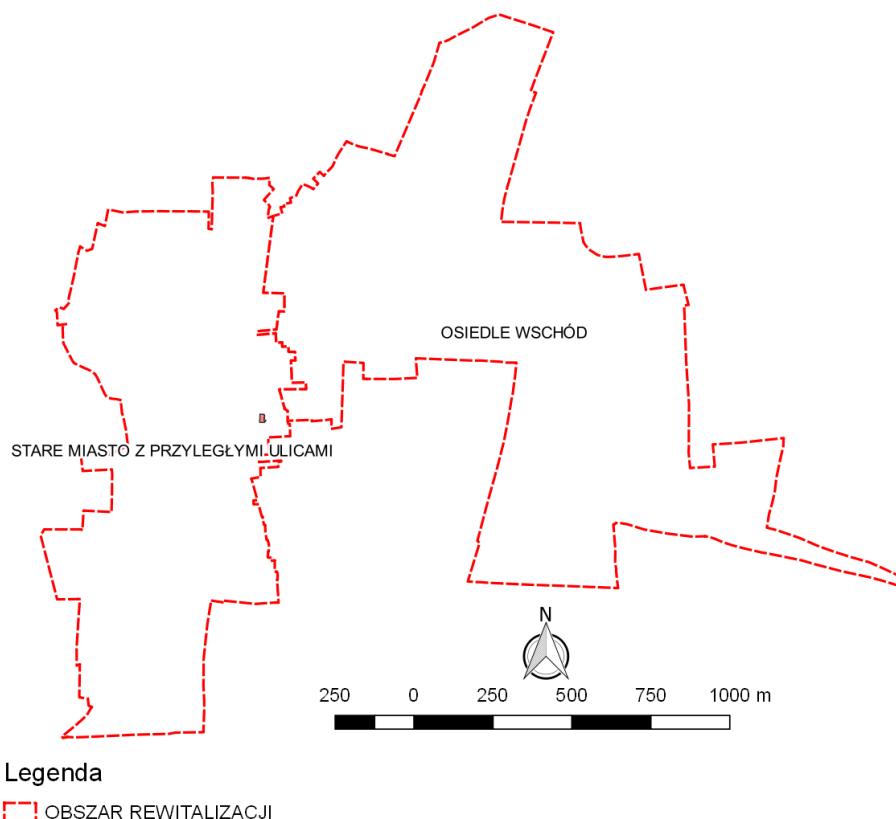 OSIEDLE WSCHÓD
STARE MIASTO Z PRZYLEGŁYMI ULICAMI
N
250 0 250 500 750 1000 m
Legenda
OBSZAR REWITALIZACJI